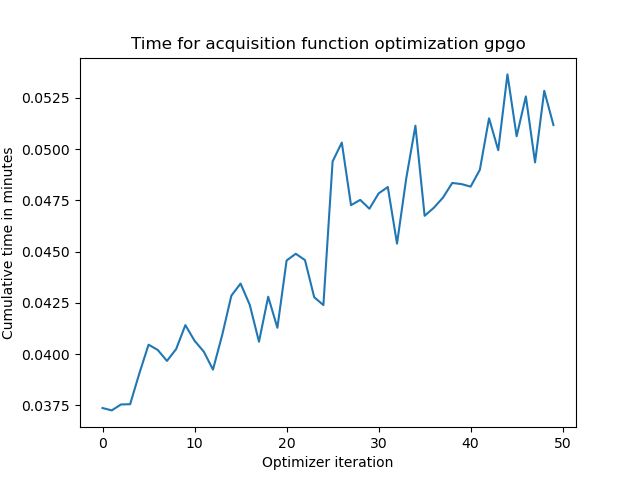 Time for acquisition function optimization gpgo
Cumulative time in minutes
0.0525
0.0500
0.0475
0.0450
0.0425
0.0400
0.0375
0 10 20 30 40 50
Optimizer iteration